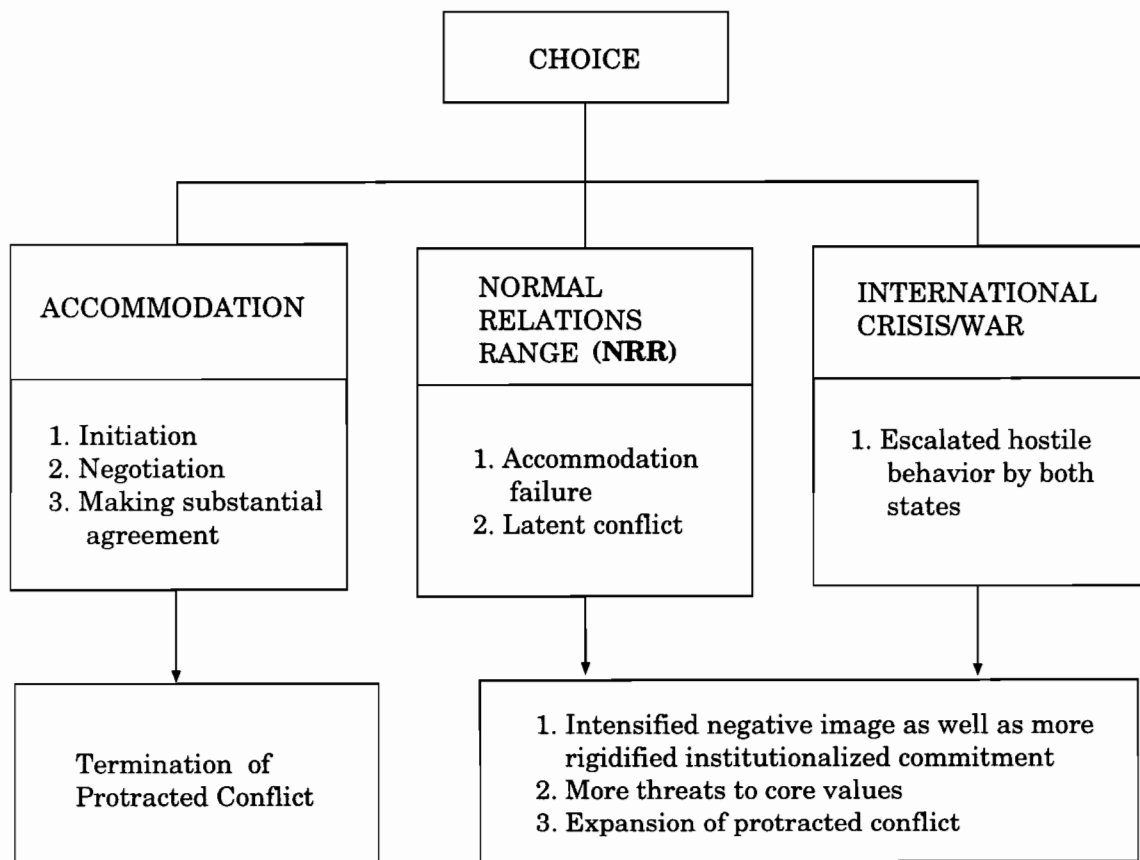 CHOICE
ACCOMMODATION
1. Initiation
2. Negotiation
3. Making substantial
agreement
NORMAL
RELATIONS
RANGE (NRR)
1. Accommodation
failure
2. Latent conflict
INTERNATIONAL
CRISIS/WAR
1. Escalated hostile
behavior by both
states
Termination of
Protracted Conflict
1. Intensified negative image as well as more
rigidified institutionalized commitment
2. More threats to core values
3. Expansion of protracted conflict